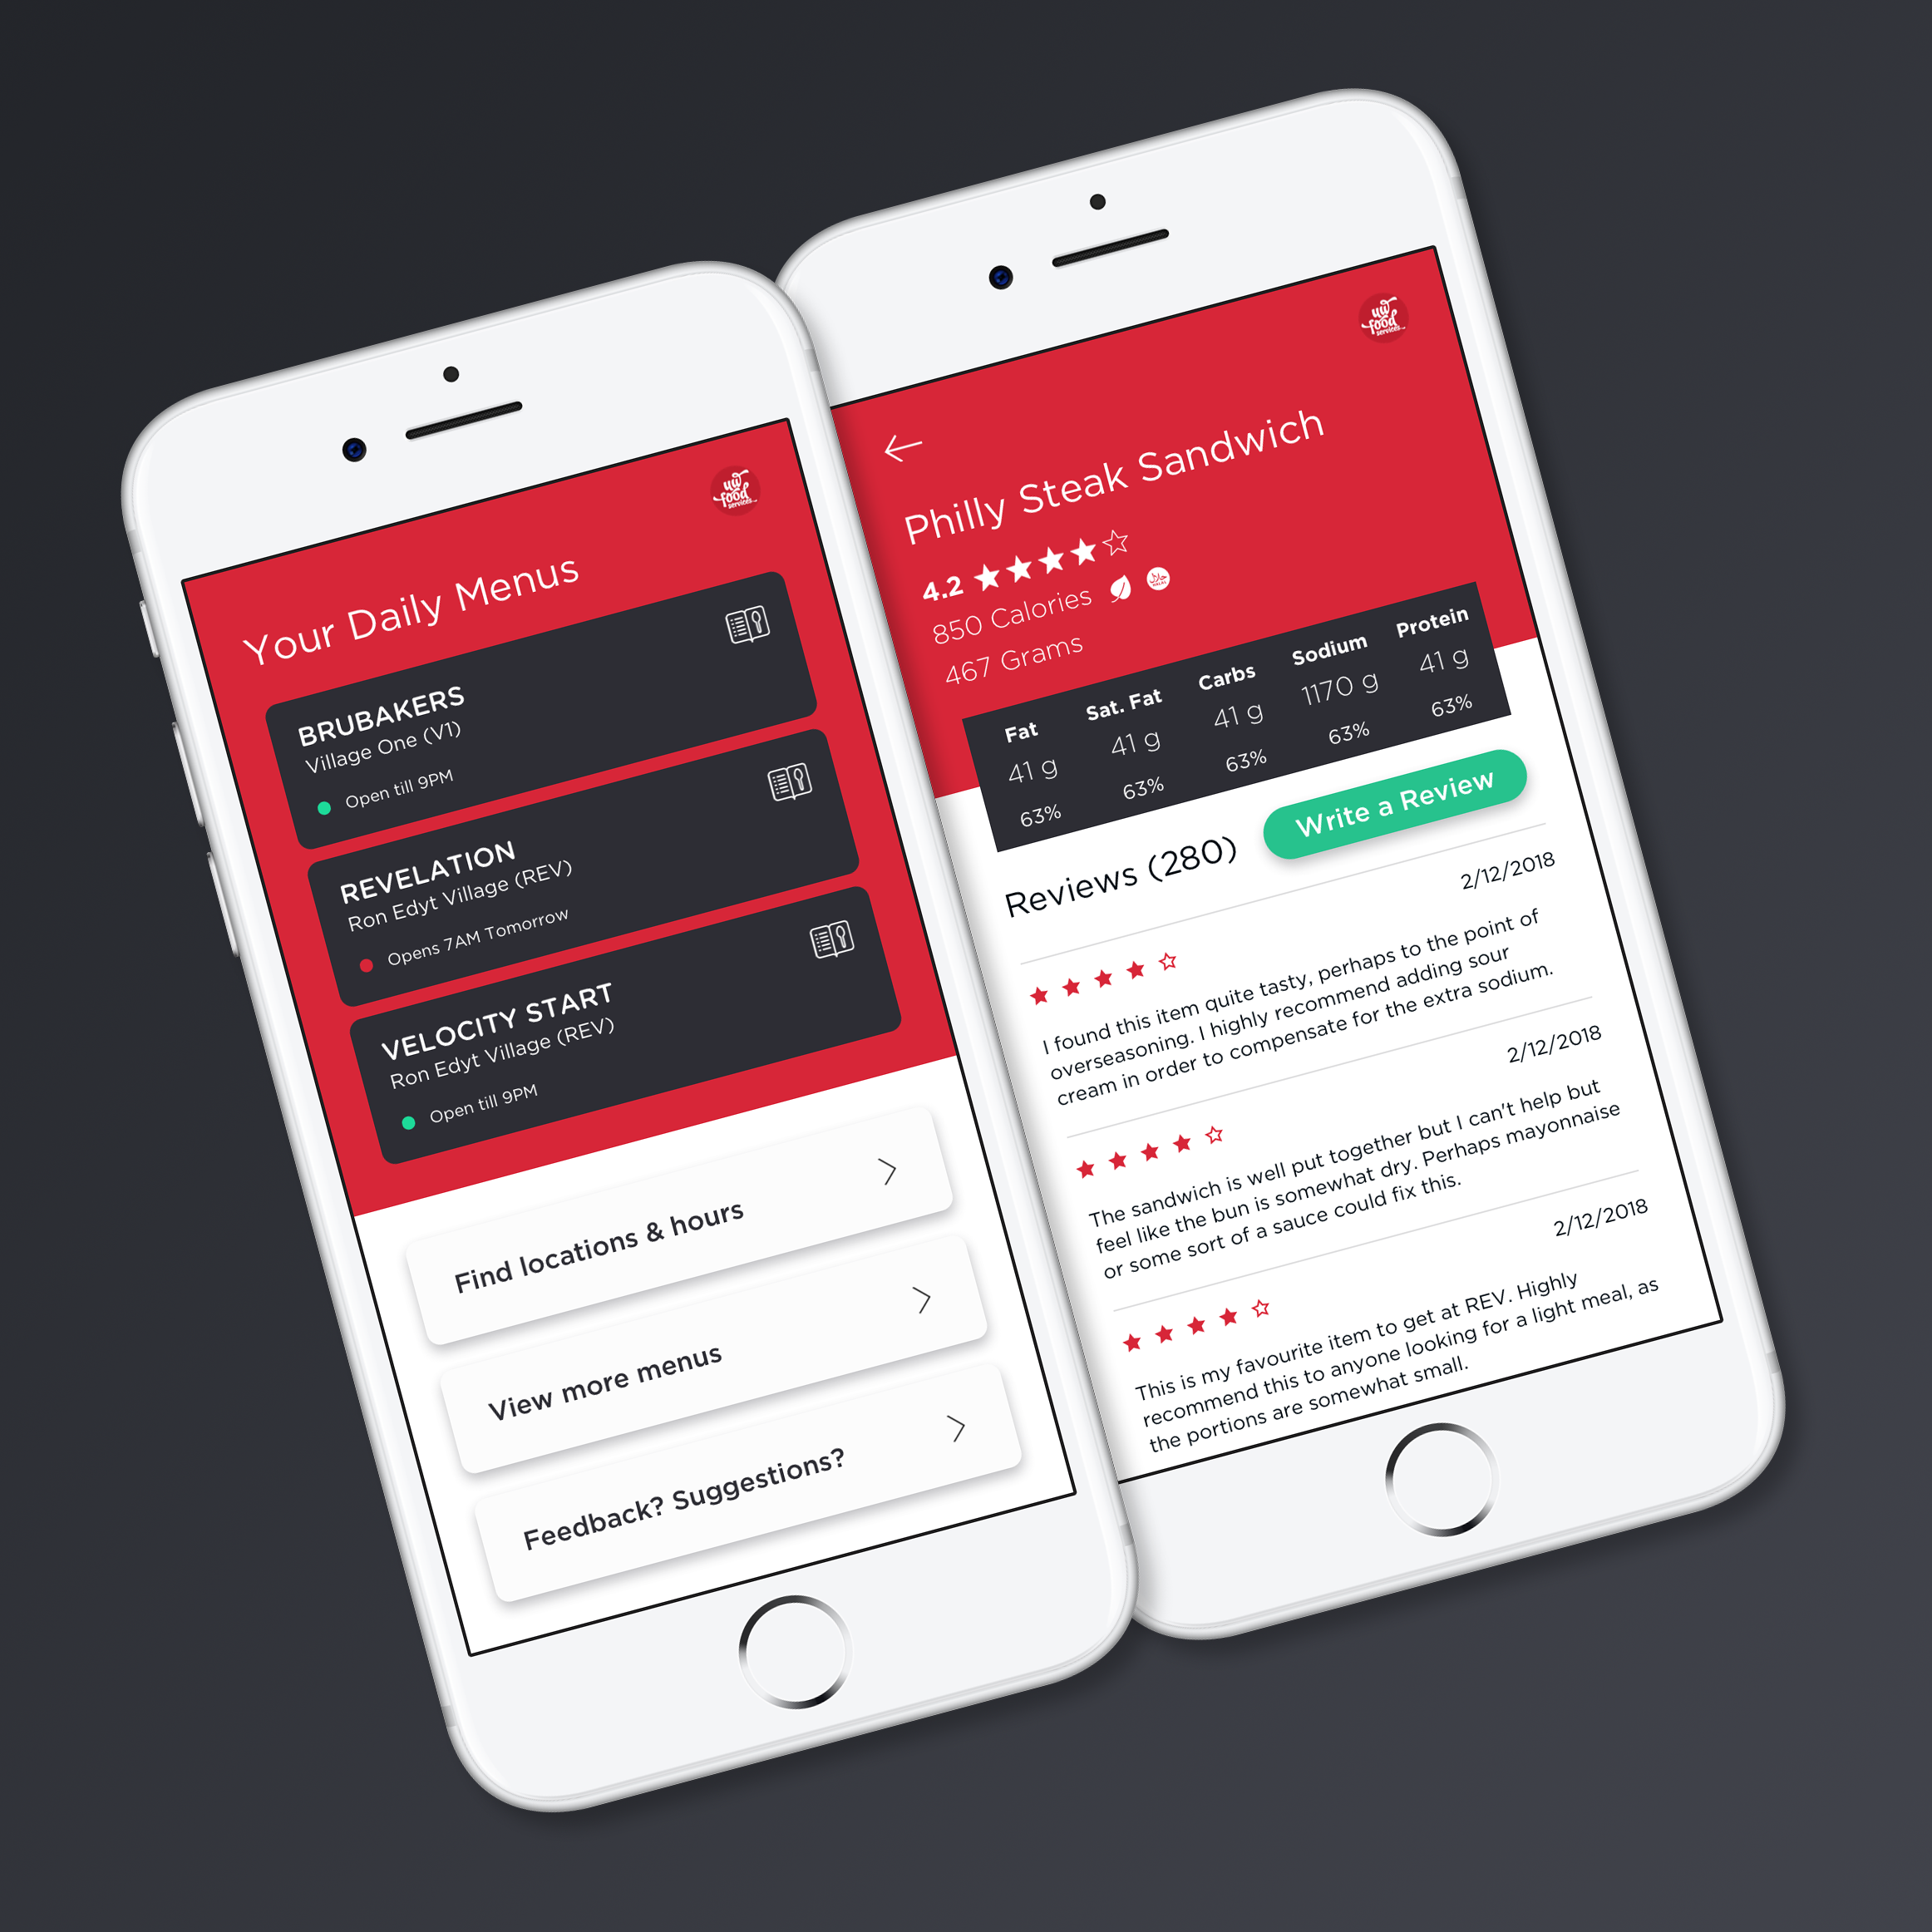 uw
food
services
Your Daily Menus
BRUBAKERS
Village One (V1)
Open till 9PM
REVELATION
Ron Edyt Village (REV)
Opens 7AM Tomorrow
VELOCITY START
Ron Edyt Village (REV)
Open till 9PM
Find locations & hours
View more menus
Feedback? Suggestions?
uw
food
services
Philly Steak Sandwich
4.2
850 Calories
حلال
HALAL
467 Grams
Fat Sat. Fat Carbs Sodium Protein
41 g 41 g 41 g 1170 g 41 g
63% 63% 63% 63% 63%
Reviews (280) Write a Review
2/12/2018
I found this item quite tasty, perhaps to the point of
overseasoning. I highly recommend adding sour
cream in order to compensate for the extra sodium.
2/12/2018
The sandwich is well put together but I can't help but
feel like the bun is somewhat dry. Perhaps mayonnaise
or some sort of a sauce could fix this.
2/12/2018
This is my favourite item to get at REV. Highly
recommend this to anyone looking for a light meal, as
the portions are somewhat small.